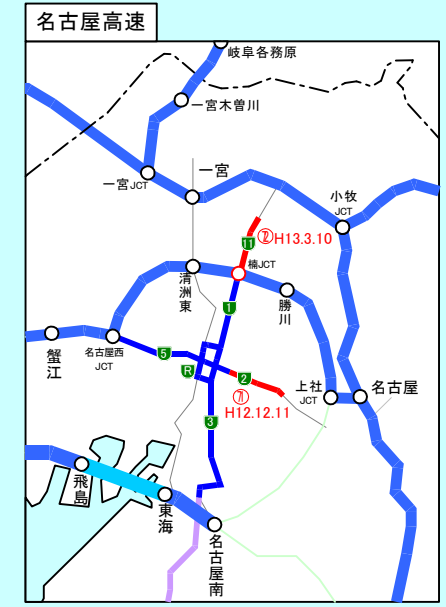 名古屋高速
岐阜各務原
一宮木曽川
一宮JCT
一宮
小牧
JCT
11
72 H13.3.10
楠JCT
清洲東
勝川
1
蟹江
名古屋西
JCT
5
R
2
71
H12.12.11
上社
JCT
名古屋
3
飛島
東海
名古屋南